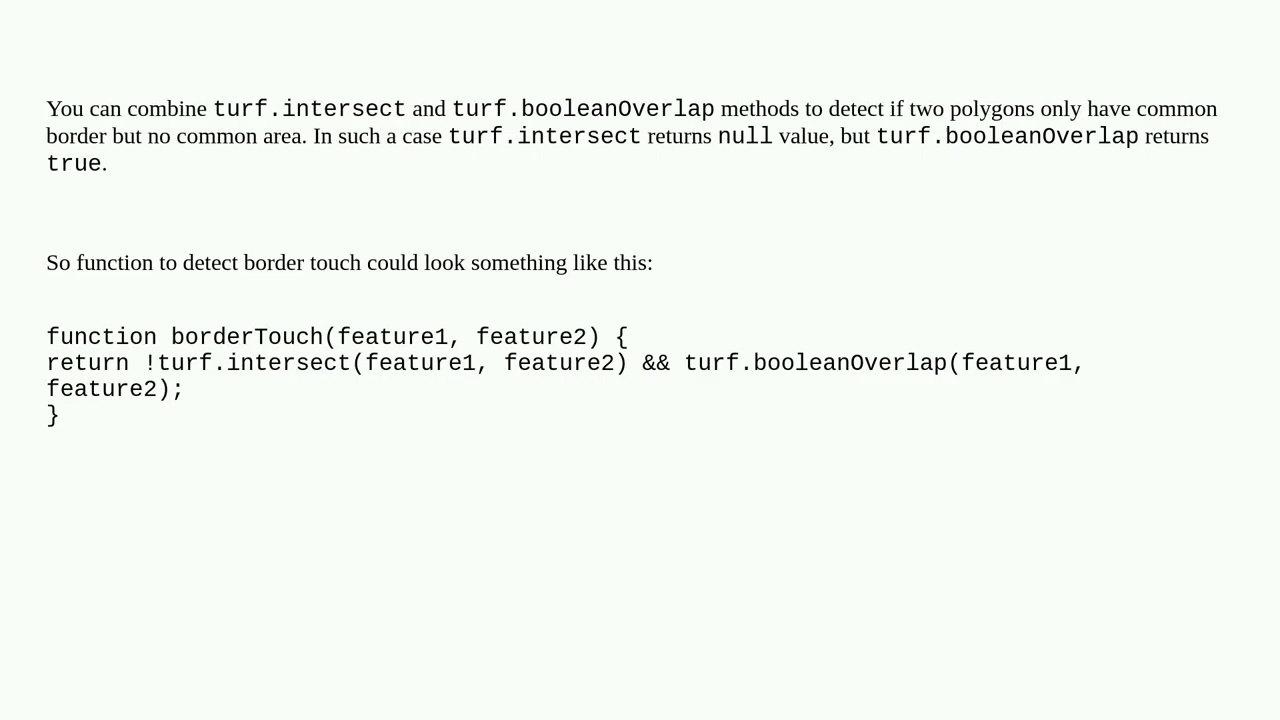 You can combine turf.intersect and turf.booleanOverlap methods to detect if two polygons only have common
border but no common area. In such a case turf.intersect returns null value, but turf.booleanOverlap returns
true.
So function to detect border touch could look something like this:
function borderTouch(feature1, feature2) {
return !turf.intersect(feature1, feature2) && turf.booleanOverlap(feature1,
feature2);
}